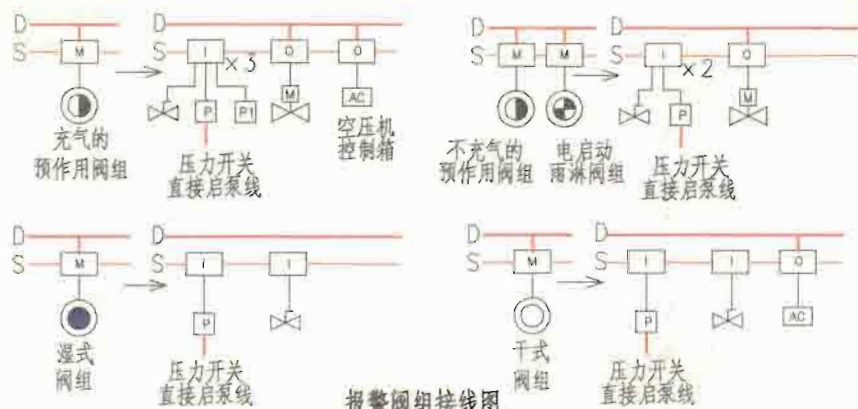 D
S
M
充气的
预作用阀组
D
S
I
×3
O
O
P
P1
M
AC
压力开关
直接启泵线
空压机
控制箱
D
S
M
M
不充气的
预作用阀组
电启动
雨淋阀组
D
S
I
×2
O
P
M
压力开关
直接启泵线
D
S
M
湿式
阀组
D
S
I
I
P
压力开关
直接启泵线
D
S
M
干式
阀组
D
S
I
I
O
P
AC
压力开关
直接启泵线
报警阀组接线图